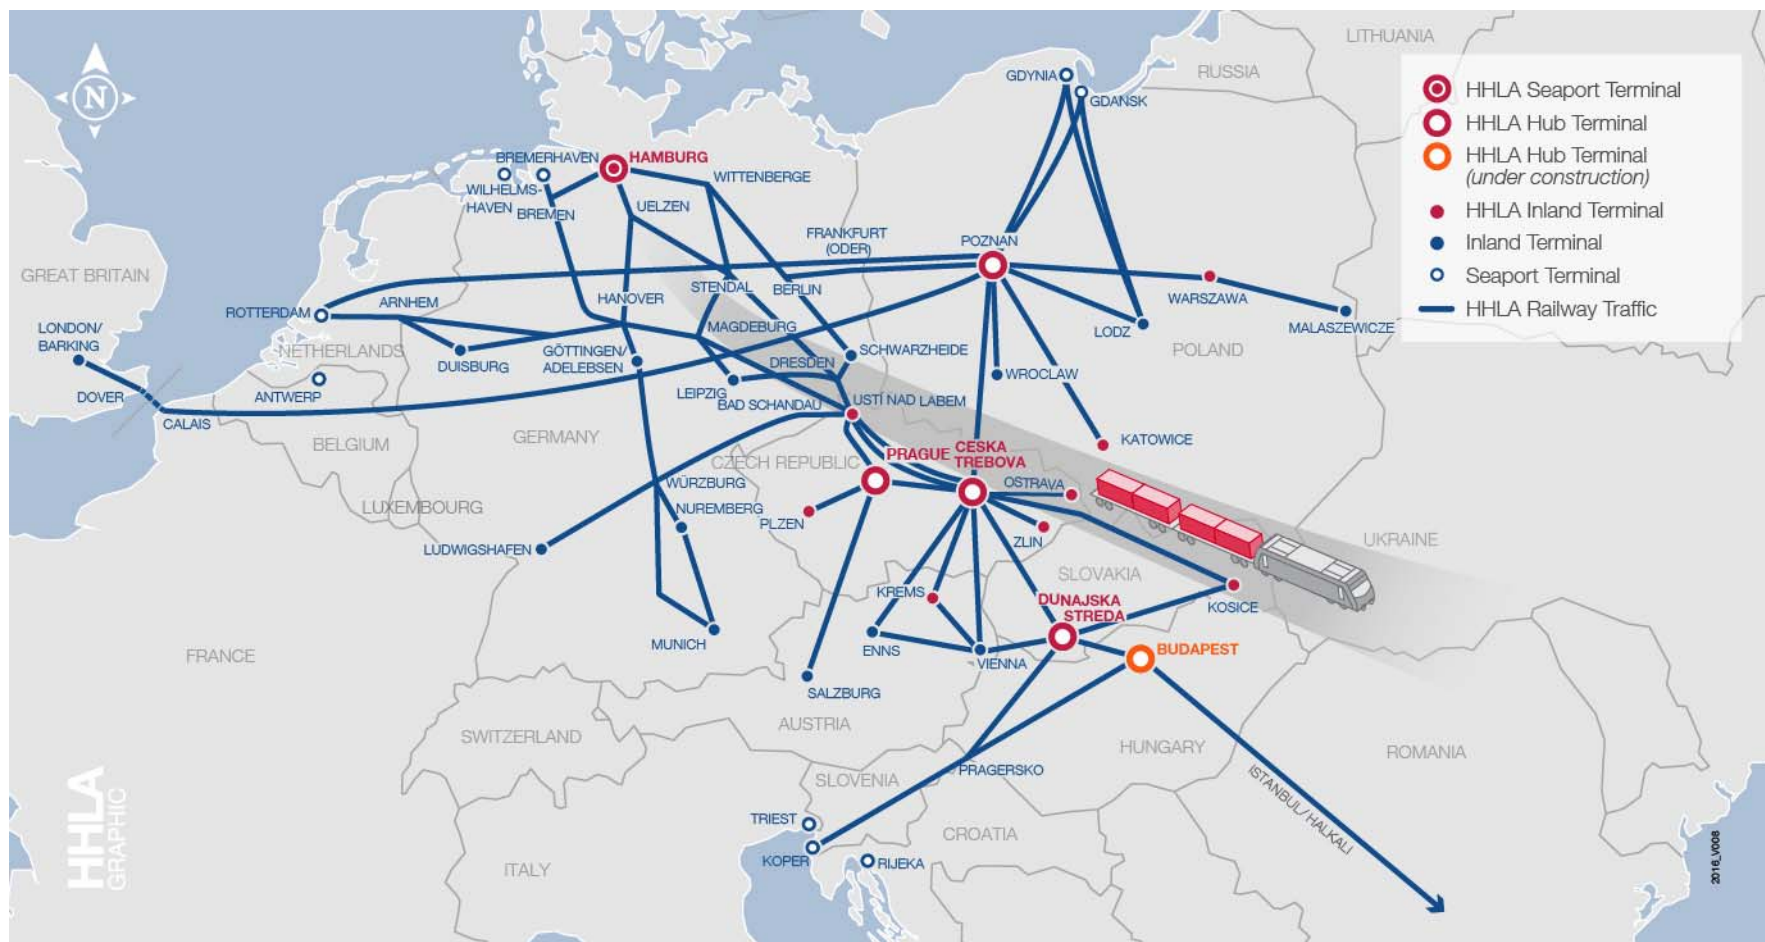 N
LITHUANIA
RUSSIA
GDYNIA
GDANSK
HHLA Seaport Terminal
HHLA Hub Terminal
HHLA Hub Terminal
(under construction)
HHLA Inland Terminal
Inland Terminal
Seaport Terminal
HHLA Railway Traffic
BREMERHAVEN
HAMBURG
WITTENBERGE
WILHELMS-
HAVEN
BREMEN
UELZEN
FRANKFURT
(ODER)
POZNAN
GREAT BRITAIN
STENDAL
BERLIN
WARSZAWA
ROTTERDAM
ARNHEM
HANOVER
MAGDEBURG
LODZ
MALASZEWICZE
LONDON/
BARKING
NETHERLANDS
DUISBURG
GÖTTINGEN/
ADELEBSEN
DRESDEN
SCHWARZHEIDE
POLAND
WROCLAW
DOVER
ANTWERP
LEIPZIG
BAD SCHANDAU
USTÍ NAD LABEM
CALAIS
BELGIUM
GERMANY
KATOWICE
CZECH REPUBLIC
PRAGUE
CESKA
TREBOVA
LUXEMBOURG
WÜRZBURG
OSTRAVA
NUREMBERG
PLZEN
ZLIN
UKRAINE
LUDWIGSHAFEN
SLOVAKIA
KREMS
DUNAJSKA
STREDA
KOSICE
FRANCE
MUNICH
ENNS
VIENNA
BUDAPEST
SALZBURG
AUSTRIA
SWITZERLAND
HUNGARY
ROMANIA
PRAGERSKO
SLOVENIA
ISTANBUL/HALKALI
TRIEST
CROATIA
KOPER
RIJEKA
ITALY
HHLA
GRAPHIC
2016_V008